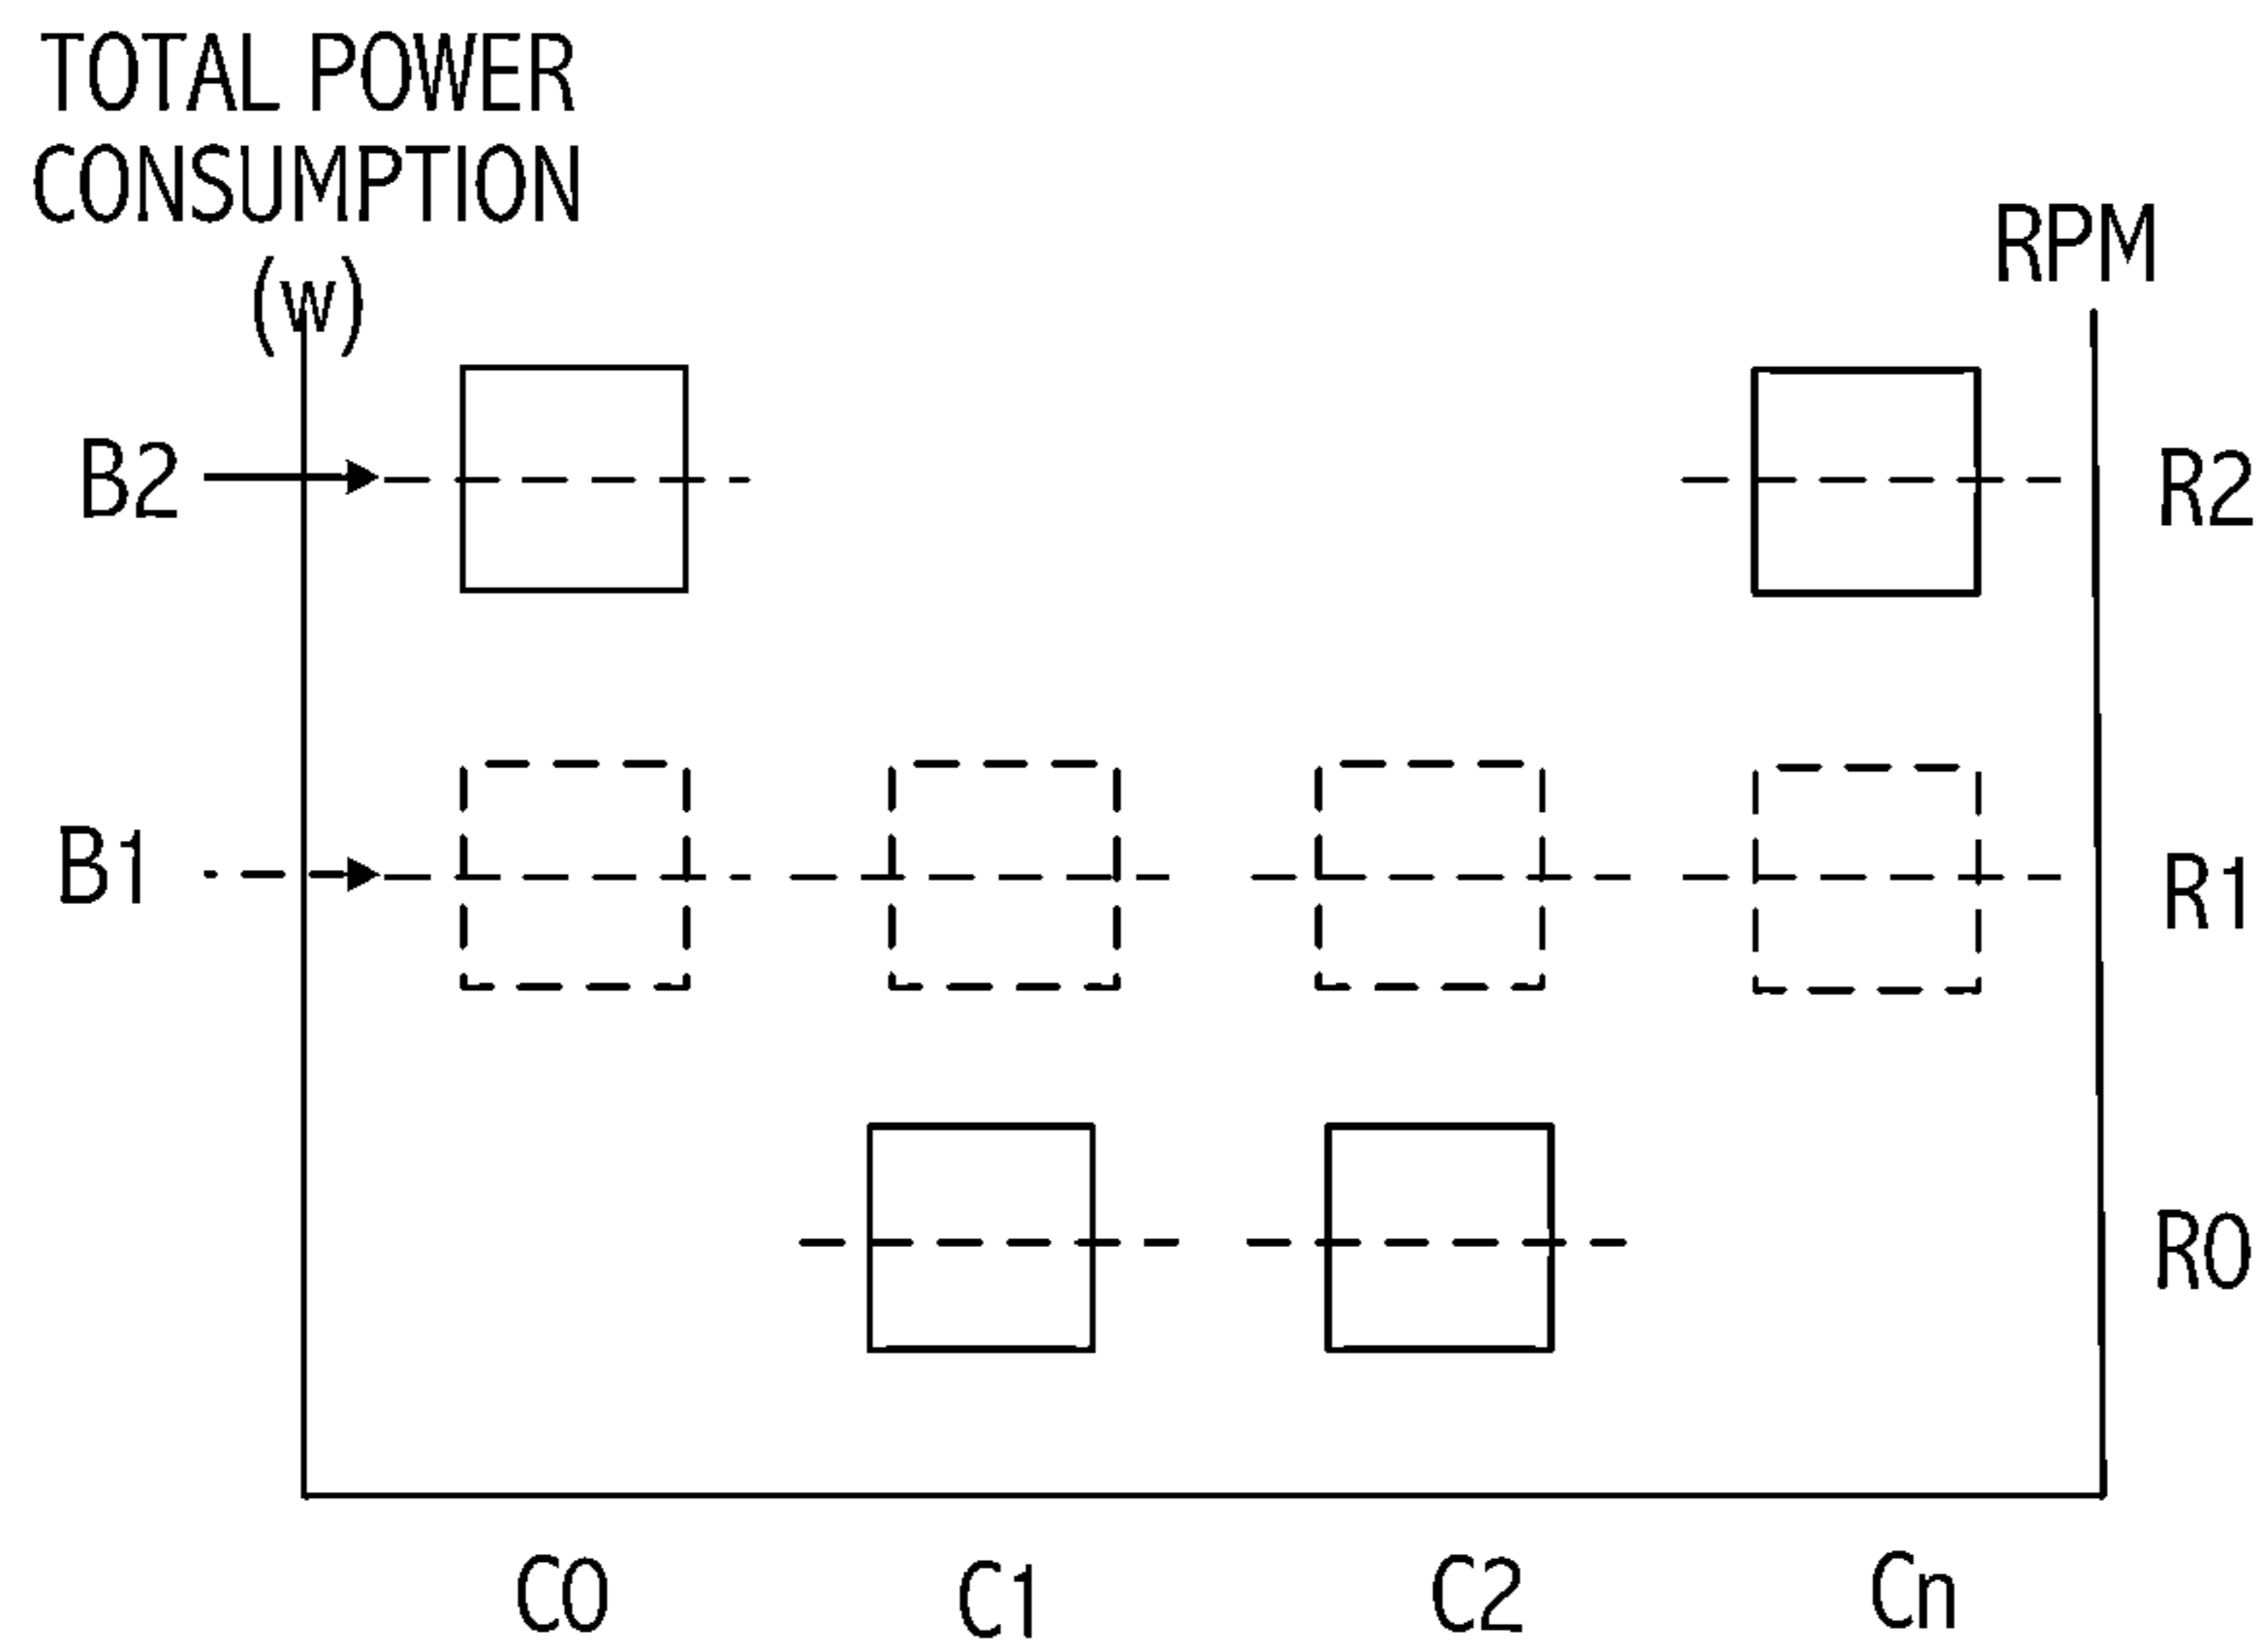 TOTAL POWER
CONSUMPTION
(w)
RPM
B2
R2
B1
R1
R0
C0
C1
C2
Cn